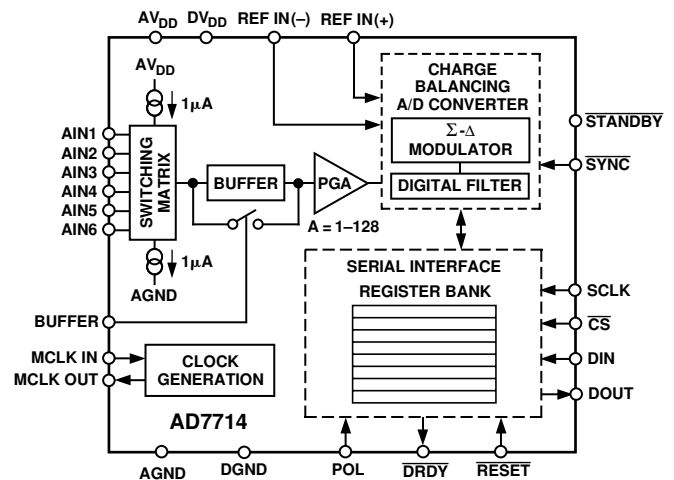 AVDD DVDD REF IN(–) REF IN(+)
AVDD
1µA
AIN1
AIN2
AIN3
AIN4
AIN5
AIN6
SWITCHING
MATRIX
BUFFER
PGA
A = 1–128
1µA
AGND
CHARGE
BALANCING
A/D CONVERTER
Σ-Δ
MODULATOR
DIGITAL FILTER
STANDBY
SYNC
SERIAL INTERFACE
REGISTER BANK
SCLK
CS
DIN
DOUT
BUFFER
MCLK IN
MCLK OUT
CLOCK
GENERATION
AD7714
AGND DGND POL DRDY RESET